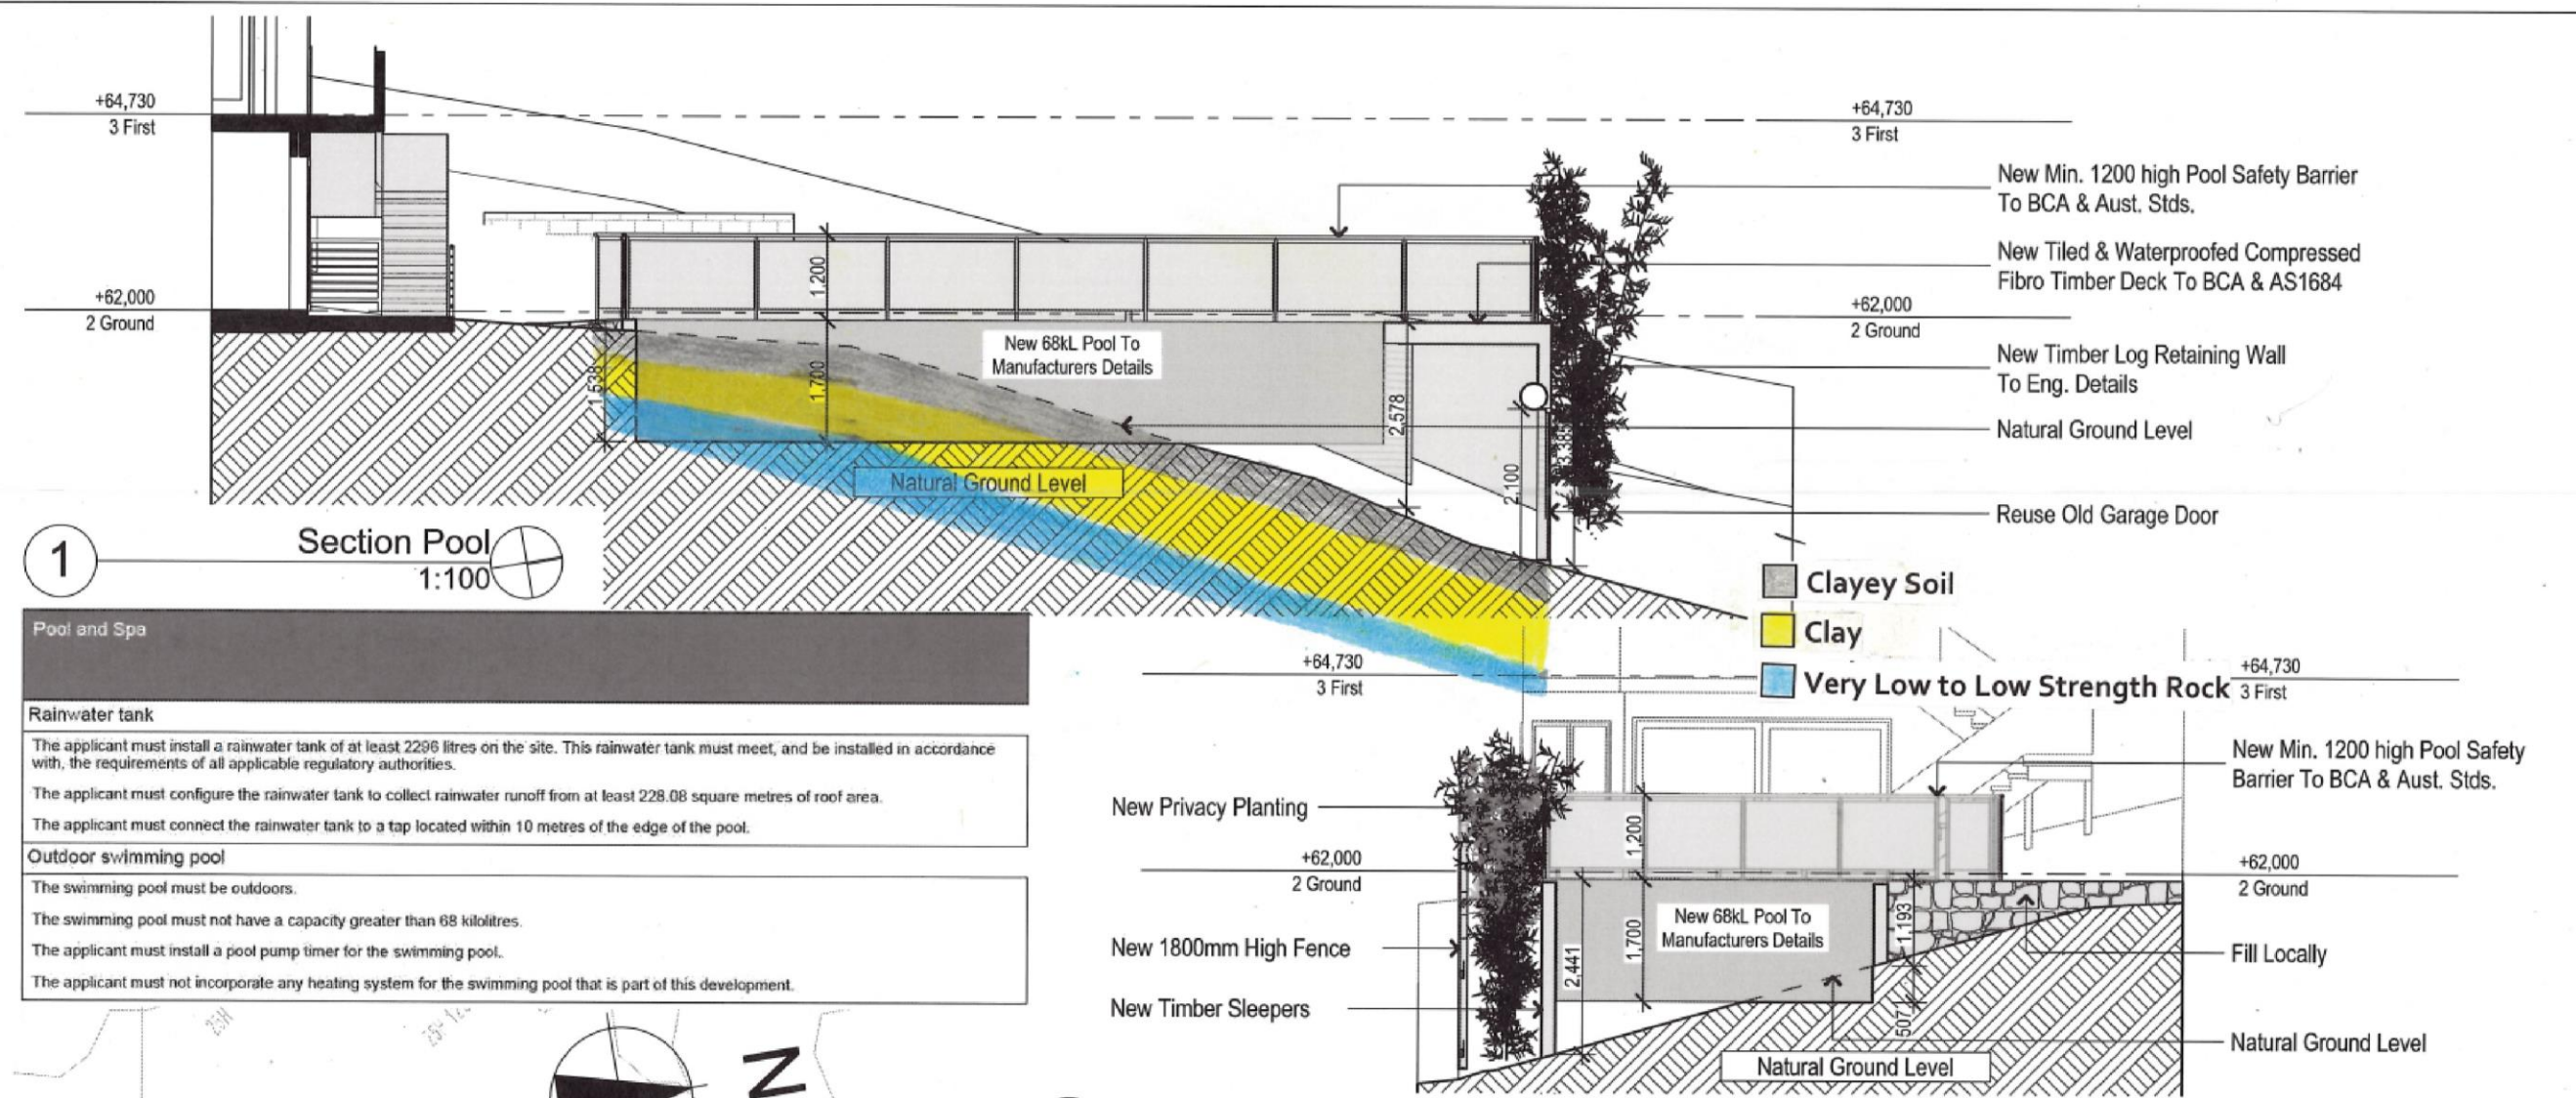 +64,730
3 First
+64,730
3 First
New Min. 1200 high Pool Safety Barrier
To BCA & Aust. Stds.
New Tiled & Waterproofed Compressed
Fibro Timber Deck To BCA & AS1684
+62,000
2 Ground
+62,000
2 Ground
1,200
New 68kL Pool To
Manufacturers Details
New Timber Log Retaining Wall
To Eng. Details
1,538
1,700
2,578
Natural Ground Level
3,385
2,100
Natural Ground Level
Reuse Old Garage Door
1
Section Pool
1:100
Clayey Soil
Clay
Very Low to Low Strength Rock
Pool and Spa
Rainwater tank
The applicant must install a rainwater tank of at least 2296 litres on the site. This rainwater tank must meet, and be installed in accordance
with, the requirements of all applicable regulatory authorities.
The applicant must configure the rainwater tank to collect rainwater runoff from at least 228.08 square metres of roof area.
The applicant must connect the rainwater tank to a tap located within 10 metres of the edge of the pool.
Outdoor swimming pool
The swimming pool must be outdoors.
The swimming pool must not have a capacity greater than 68 kilolitres.
The applicant must install a pool pump timer for the swimming pool.
The applicant must not incorporate any heating system for the swimming pool that is part of this development.
+64,730
3 First
+64,730
3 First
New Min. 1200 high Pool Safety
Barrier To BCA & Aust. Stds.
New Privacy Planting
1,200
+62,000
2 Ground
+62,000
2 Ground
New 68kL Pool To
Manufacturers Details
1,193
1,700
2,441
New 1800mm High Fence
Fill Locally
New Timber Sleepers
507
Natural Ground Level
Natural Ground Level
N